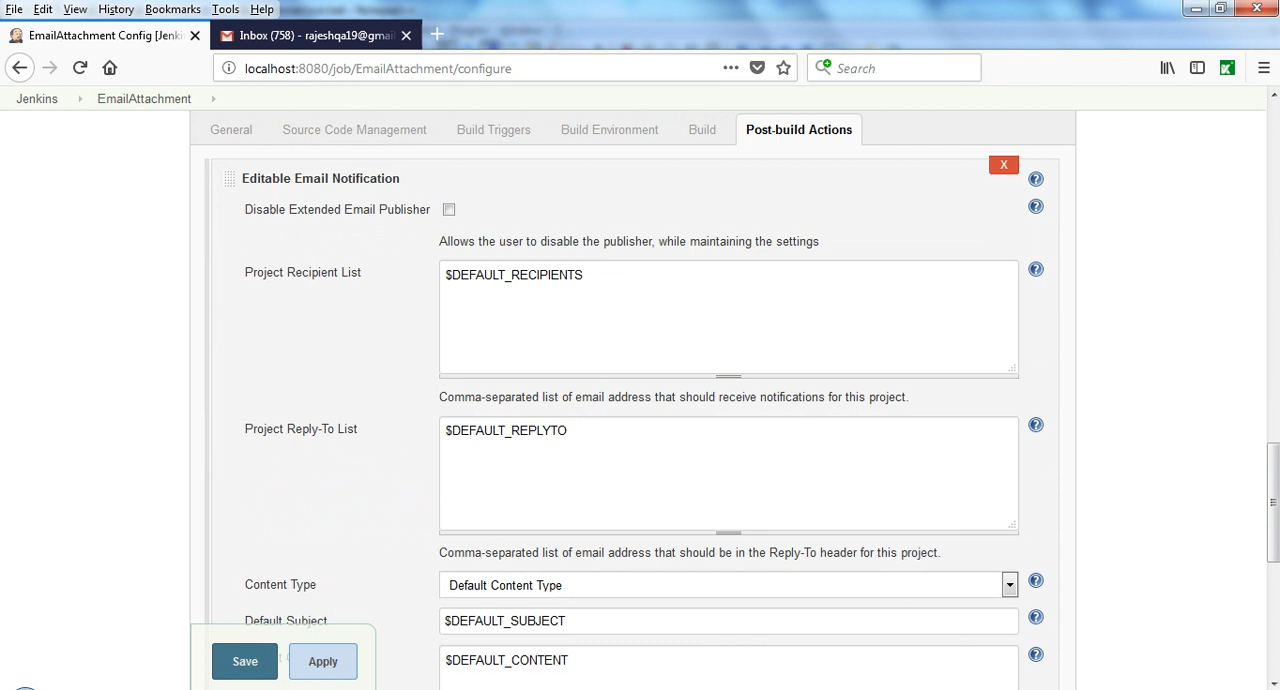 File Edit View History Bookmarks Tools Help
EmailAttachment Config [Jenki
Inbox (758) - rajeshqa19@gmai
localhost:8080/job/EmailAttachment/configure
Search
Jenkins
EmailAttachment
General
Source Code Management
Build Triggers
Build Environment
Build
Post-build Actions
Editable Email Notification
X
Disable Extended Email Publisher
Allows the user to disable the publisher, while maintaining the settings
Project Recipient List
$DEFAULT_RECIPIENTS
Comma-separated list of email address that should receive notifications for this project.
Project Reply-To List
$DEFAULT_REPLYTO
Comma-separated list of email address that should be in the Reply-To header for this project.
Content Type
Default Content Type
Default Subject
$DEFAULT_SUBJECT
Save
Apply
$DEFAULT_CONTENT